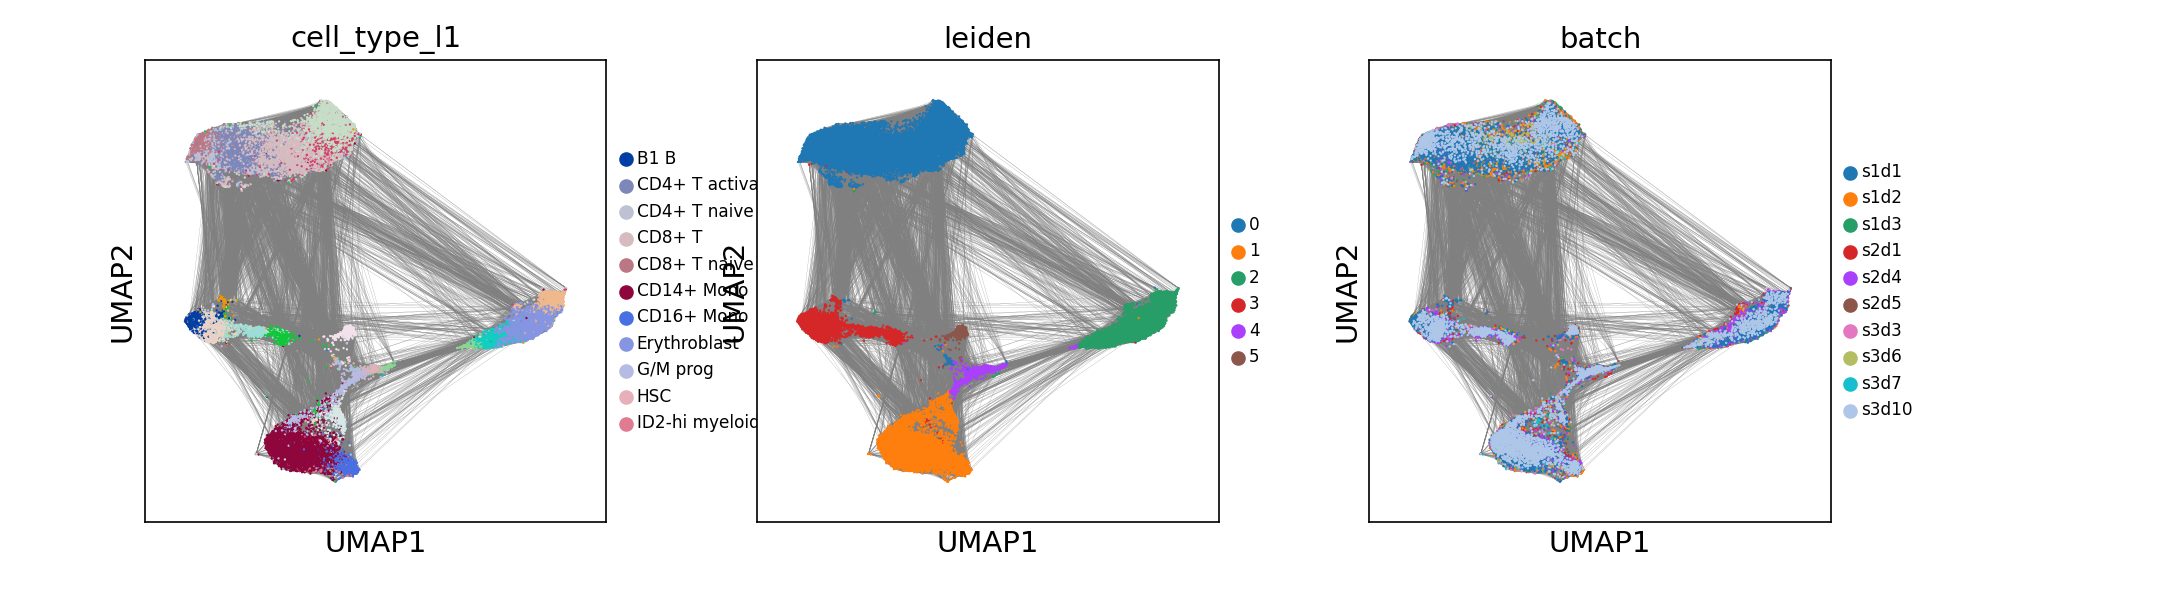 cell_type_l1
UMAP2
UMAP1
B1 B
CD4+ T activa
CD4+ T naive
CD8+ T
CD8+ T naive
CD14+ Mono
CD16+ Mono
Erythroblast
G/M prog
HSC
ID2-hi myeloid
leiden
UMAP2
UMAP1
0
1
2
3
4
5
batch
UMAP2
UMAP1
s1d1
s1d2
s1d3
s2d1
s2d4
s2d5
s3d3
s3d6
s3d7
s3d10